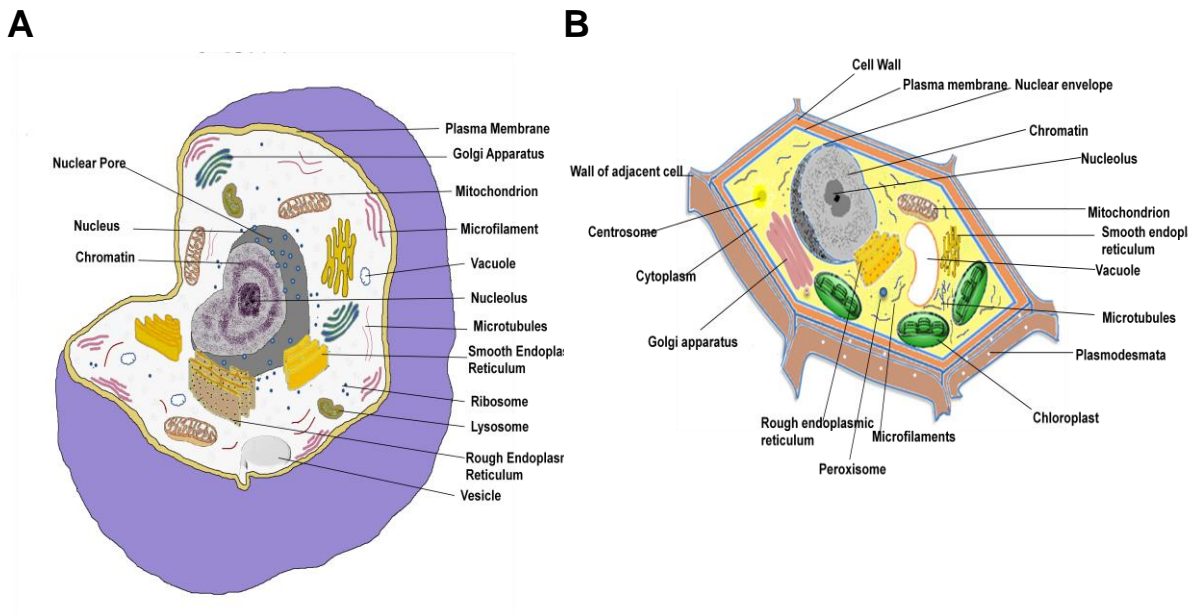 A
Plasma Membrane
Golgi Apparatus
Nuclear Pore
Mitochondrion
Nucleus
Microfilament
Chromatin
Vacuole
Nucleolus
Microtubules
Smooth Endoplas
Reticulum
Ribosome
Lysosome
Rough Endoplasm
Reticulum
Vesicle
B
Cell Wall
Plasma membrane
Nuclear envelope
Chromatin
Nucleolus
Wall of adjacent cell
Mitochondrion
Smooth endopl
reticulum
Centrosome
Vacuole
Cytoplasm
Microtubules
Golgi apparatus
Plasmodesmata
Chloroplast
Rough endoplasmic
reticulum
Microfilaments
Peroxisome